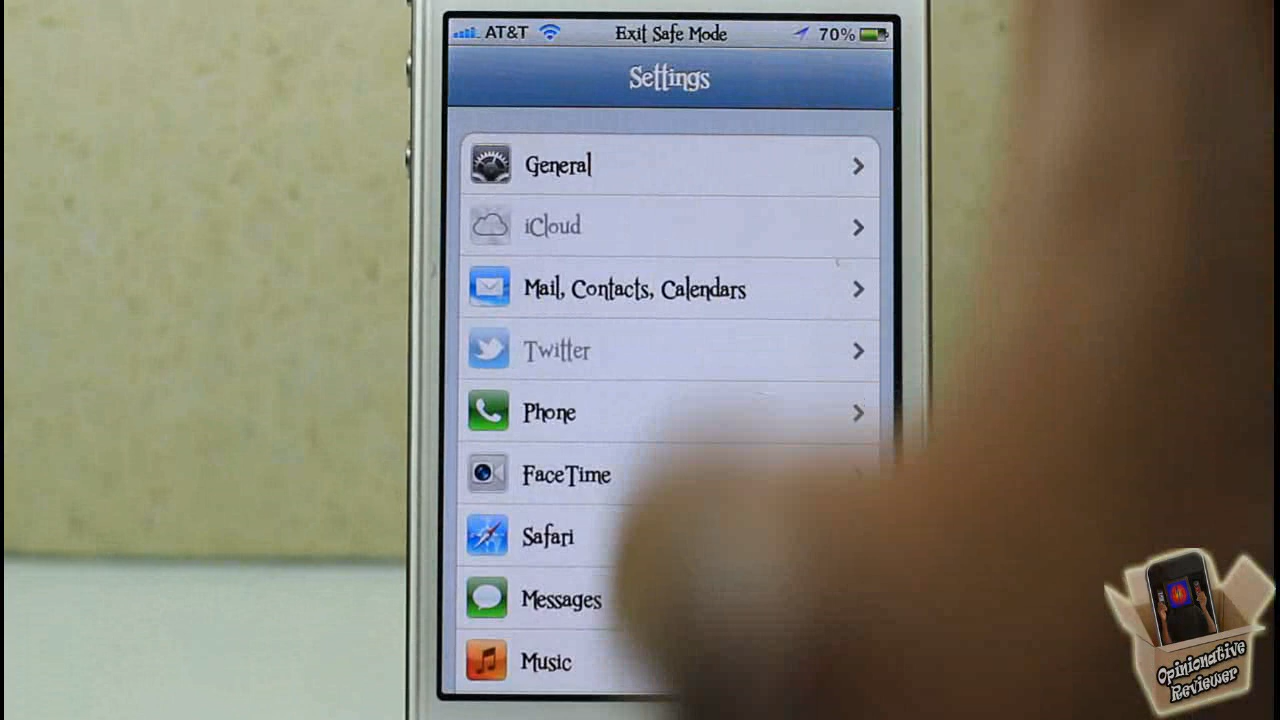 AT&T Exit Safe Mode 70%
Settings
General
iCloud
Mail, Contacts, Calendars
Twitter
Phone
FaceTime
Safari
Messages
Music
Opinionative
Reviewer